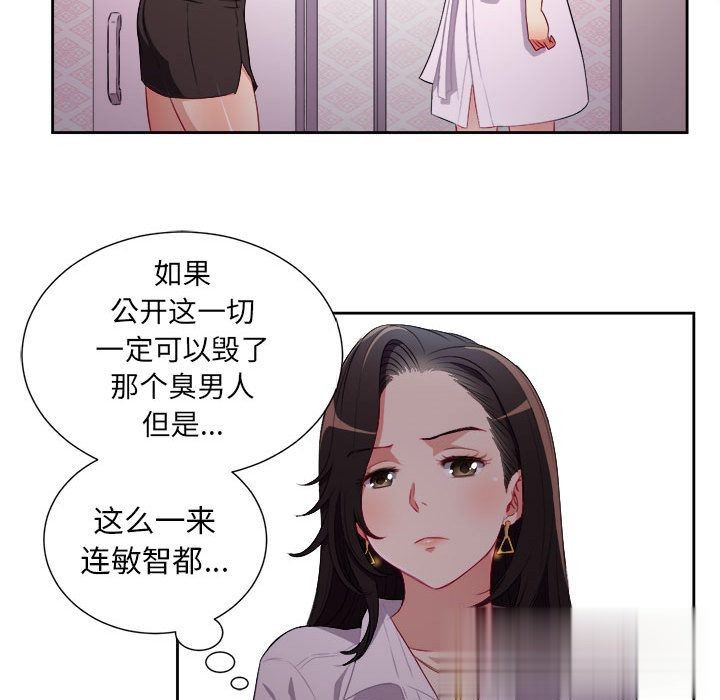 如果
公开这一切
一定可以毁了
那个臭男人
但是...
这么一来
连敏智都...